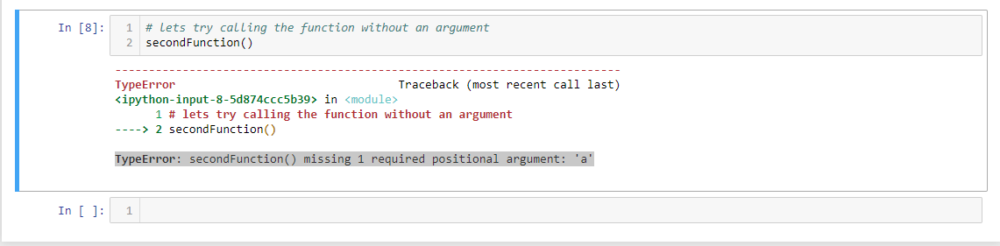 In [8]: 1 # lets try calling the function without an argument
2 secondFunction()
---------------------------------------------------------------------------
TypeError Traceback (most recent call last)
<ipython-input-8-5d874ccc5b39> in <module>
1 # lets try calling the function without an argument
----> 2 secondFunction()
TypeError: secondFunction() missing 1 required positional argument: 'a'
In [ ]: 1